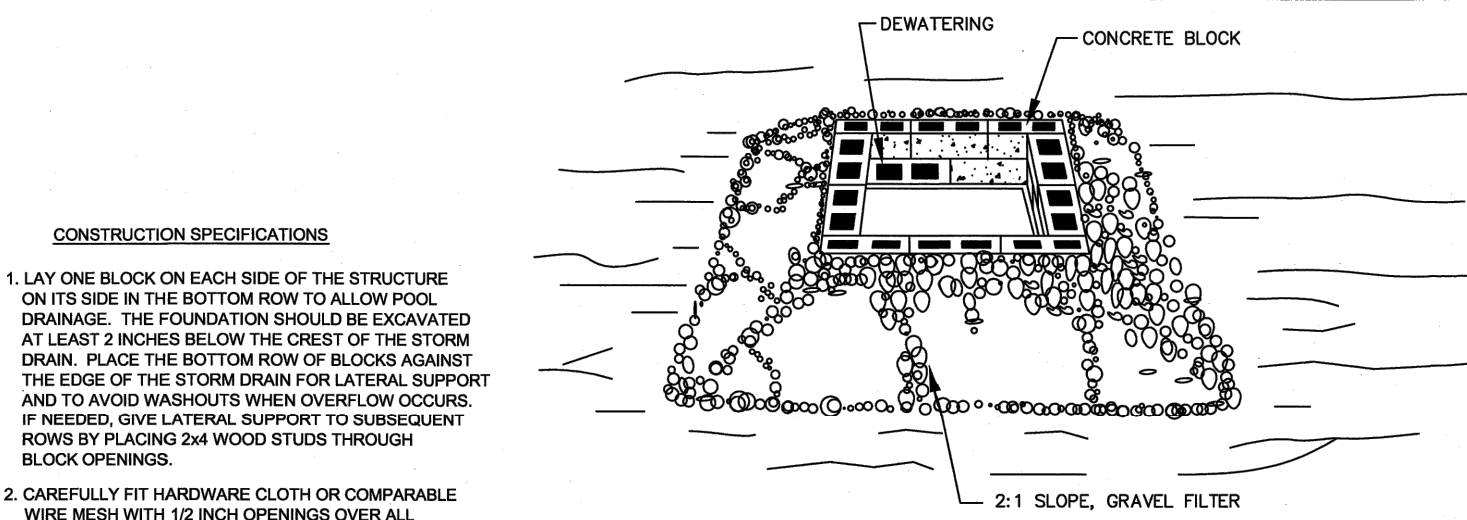 DEWATERING
CONCRETE BLOCK
CONSTRUCTION SPECIFICATIONS
1. LAY ONE BLOCK ON EACH SIDE OF THE STRUCTURE
ON ITS SIDE IN THE BOTTOM ROW TO ALLOW POOL
DRAINAGE. THE FOUNDATION SHOULD BE EXCAVATED
AT LEAST 2 INCHES BELOW THE CREST OF THE STORM
DRAIN. PLACE THE BOTTOM ROW OF BLOCKS AGAINST
THE EDGE OF THE STORM DRAIN FOR LATERAL SUPPORT
AND TO AVOID WASHOUTS WHEN OVERFLOW OCCURS.
IF NEEDED, GIVE LATERAL SUPPORT TO SUBSEQUENT
ROWS BY PLACING 2x4 WOOD STUDS THROUGH
BLOCK OPENINGS.
2. CAREFULLY FIT HARDWARE CLOTH OR COMPARABLE
WIRE MESH WITH 1/2 INCH OPENINGS OVER ALL
2:1 SLOPE, GRAVEL FILTER